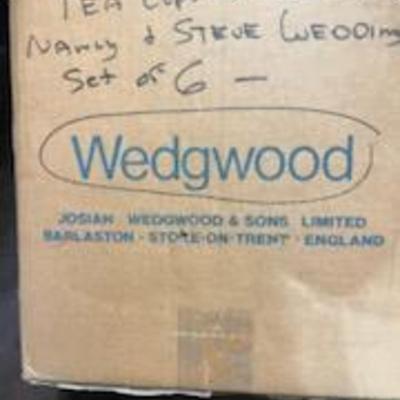 TEA Cups
Nancy & STEVE WEDDING
Set of 6 –
Wedgwood
JOSIAH WEDGWOOD & SONS LIMITED
BARLASTON · STOKE-ON-TRENT · ENGLAND